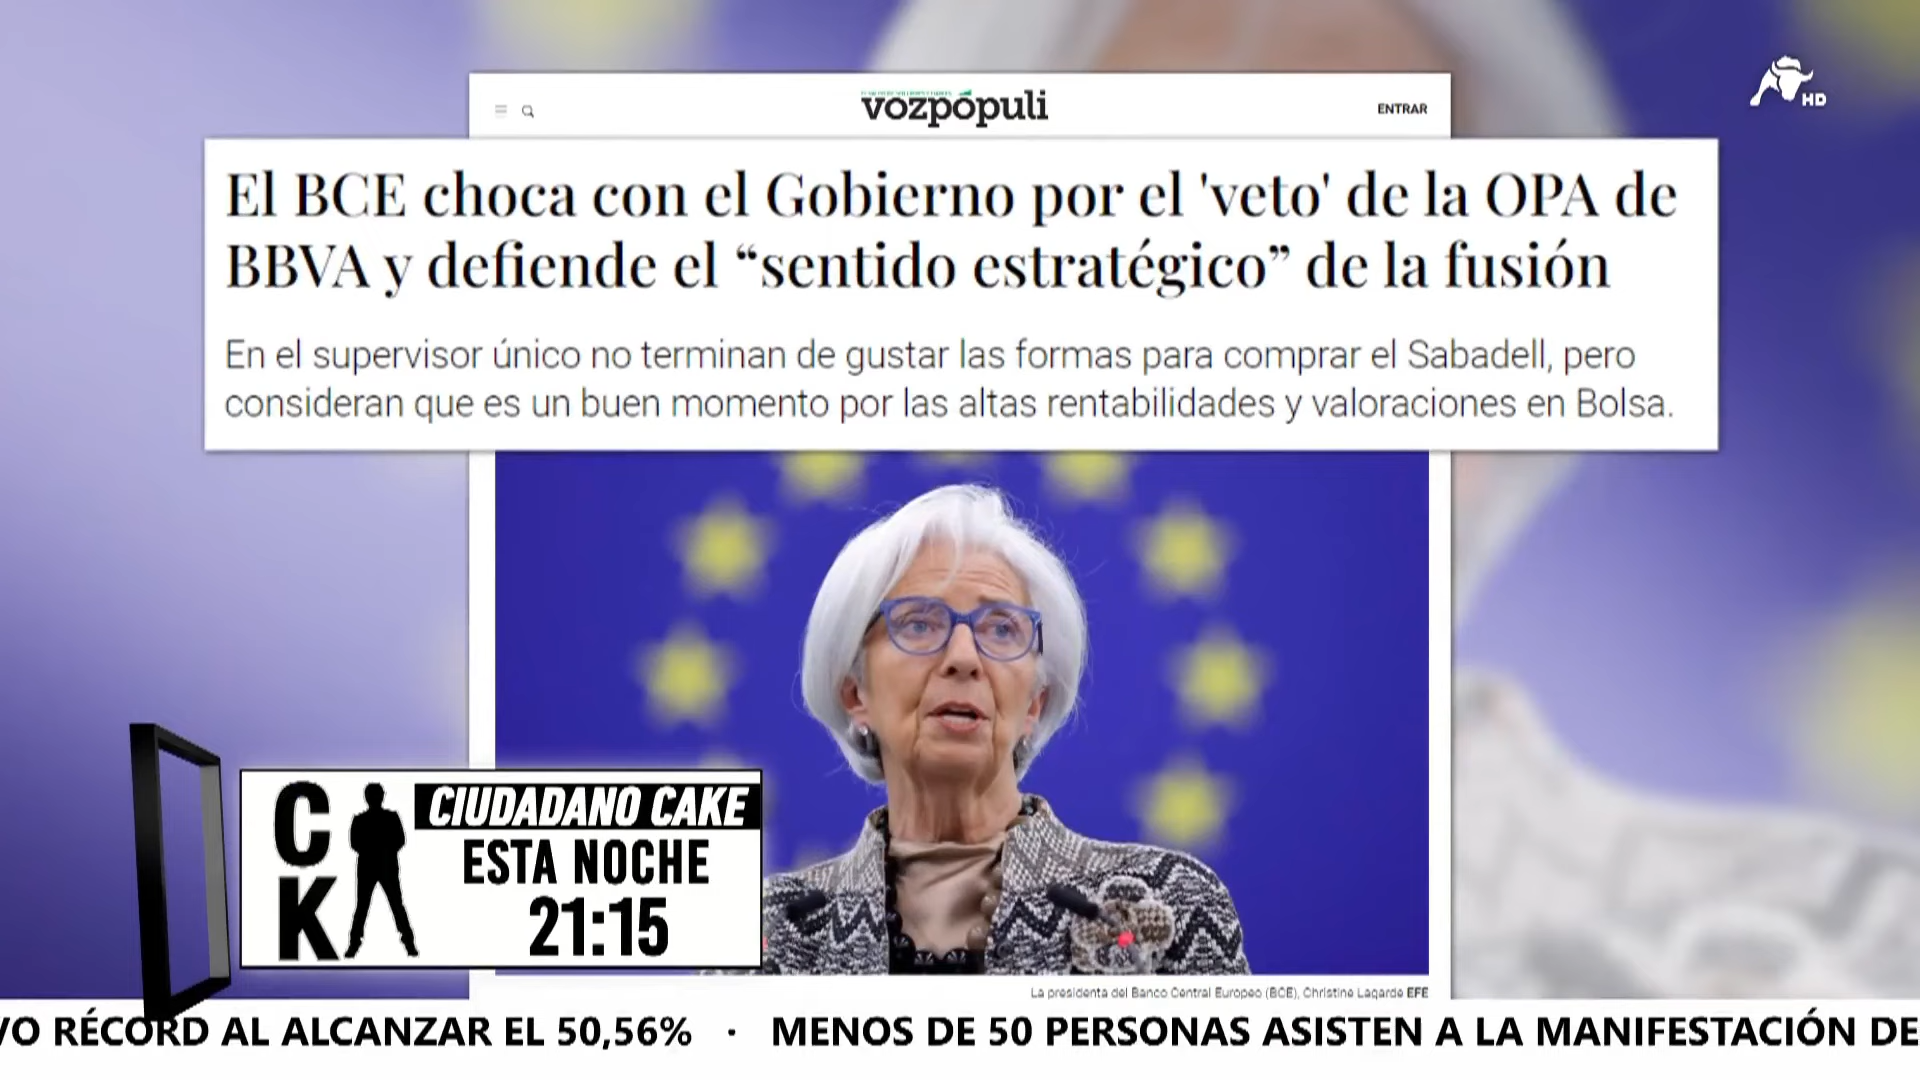 HD
vozpópuli
ENTRAR
El BCE choca con el Gobierno por el 'veto' de la OPA de
BBVA y defiende el “sentido estratégico” de la fusión
En el supervisor único no terminan de gustar las formas para comprar el Sabadell, pero
consideran que es un buen momento por las altas rentabilidades y valoraciones en Bolsa.
CK
CIUDADANO CAKE
ESTA NOCHE
21:15
La presidenta del Banco Central Europeo (BCE), Christine Lagarde EFE
VO RÉCORD AL ALCANZAR EL 50,56% · MENOS DE 50 PERSONAS ASISTEN A LA MANIFESTACIÓN DE